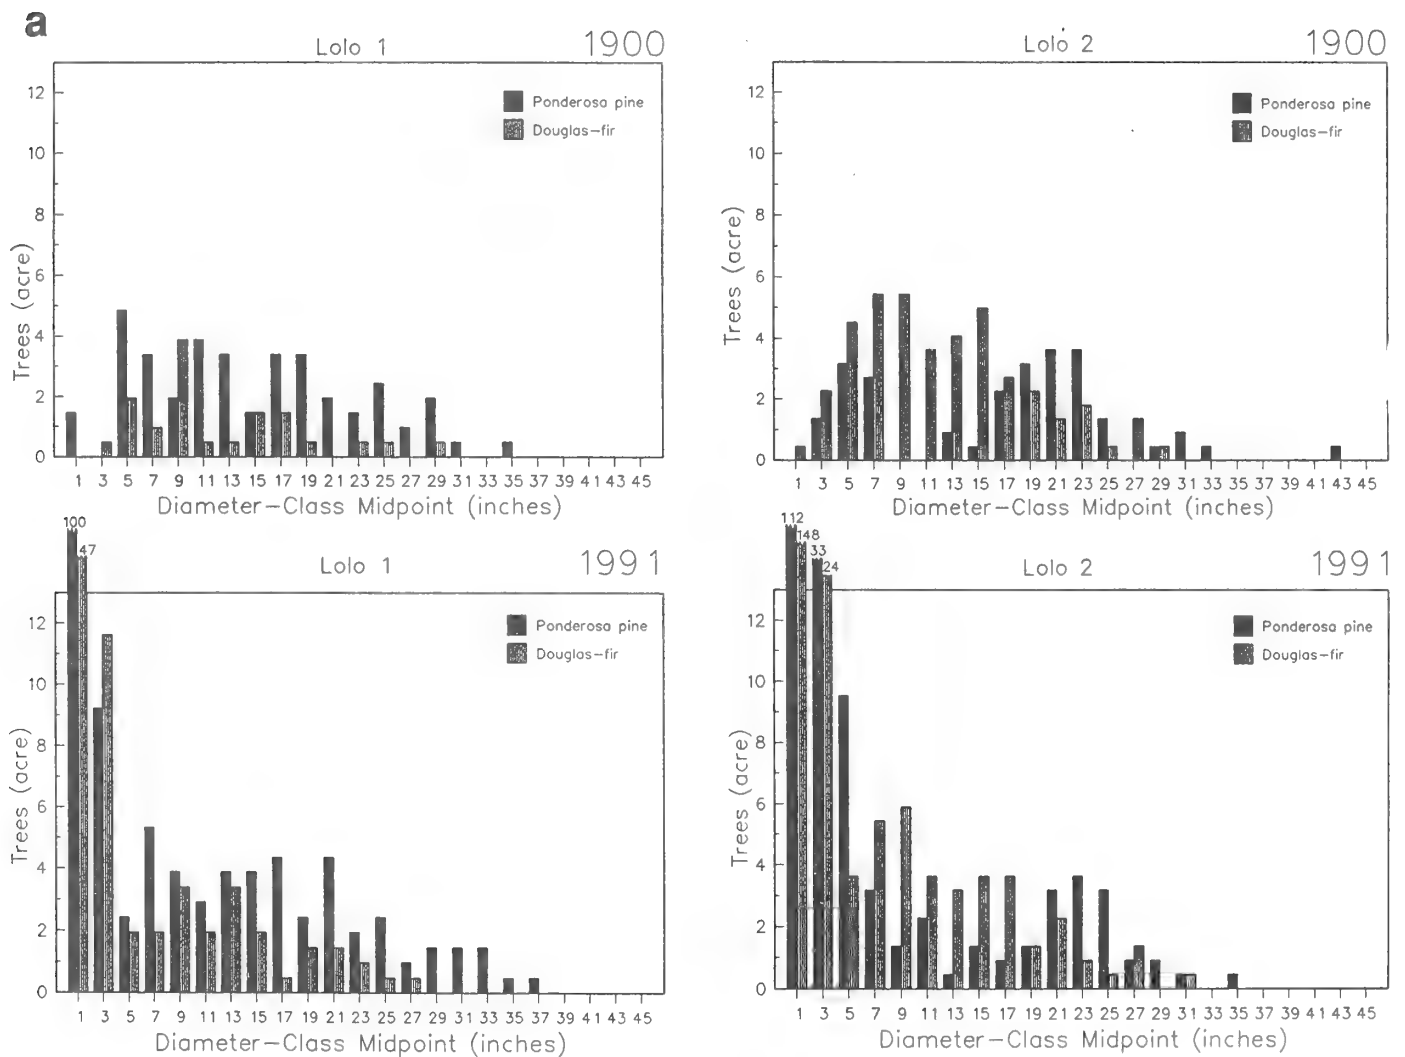 a
Lolo 1 1900
12
10
8
6
4
2
0
Trees (acre)
Ponderosa pine
Douglas-fir
1 3 5 7 9 11 13 15 17 19 21 23 25 27 29 31 33 35 37 39 41 43 45
Diameter-Class Midpoint (inches)
Lolo 2 1900
12
10
8
6
4
2
0
Trees (acre)
Ponderosa pine
Douglas-fir
1 3 5 7 9 11 13 15 17 19 21 23 25 27 29 31 33 35 37 39 41 43 45
Diameter-Class Midpoint (inches)
100
47
Lolo 1 1991
12
10
8
6
4
2
0
Trees (acre)
Ponderosa pine
Douglas-fir
1 3 5 7 9 11 13 15 17 19 21 23 25 27 29 31 33 35 37 39 41 43 45
Diameter-Class Midpoint (inches)
112
148
33
24
Lolo 2 1991
12
10
8
6
4
2
0
Trees (acre)
Ponderosa pine
Douglas-fir
1 3 5 7 9 11 13 15 17 19 21 23 25 27 29 31 33 35 37 39 41 43 45
Diameter-Class Midpoint (inches)